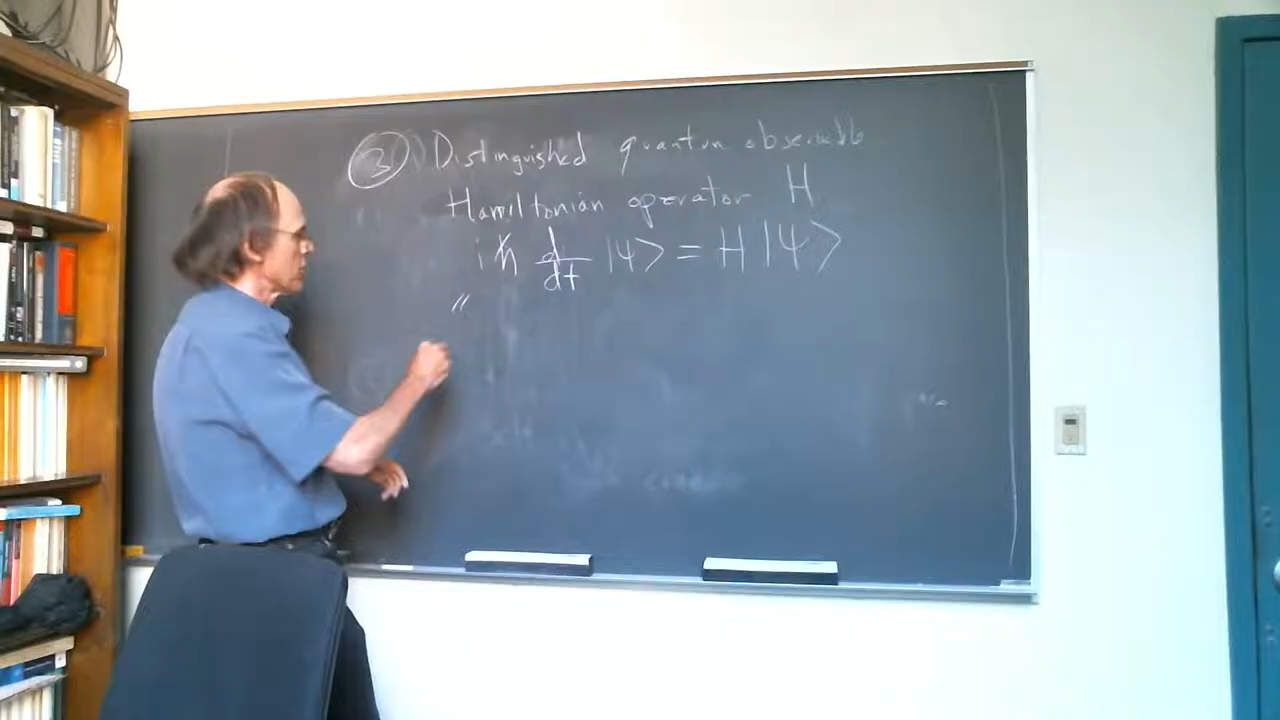 ③ Distinguished quantum observable
Hamiltonian operator H
iℏ d/dt |ψ> = H |ψ>
"